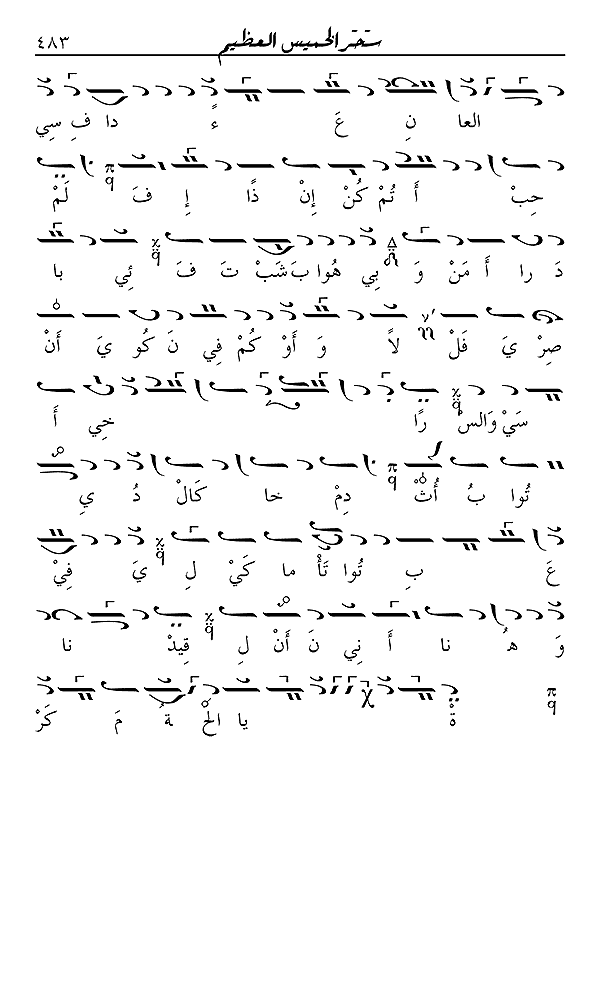 ٤٨٣ سَحَر الخميس العظيم
سِي فِ دا ءً عَ نِ العا
لَمْ فَ إِ ذًا إِنْ كُنْ تُمْ أَ حِبْ
با ئِي فَ تَ شَبْ بَ هُوا بِي وَ مَنْ أَ را دَ
أَنْ يَ كُو نَ فِي كُمْ أَوْ وَ لاً فَلْ يَ صِرْ
أَ خِي رًا وَالسْ سَيْ
يِ دُ كَالْ خا دِمْ أُثْ بُ تُوا
فِيْ يَ لِ كَيْ ما تَأْ تُوا بِ عَ
نا قِيدْ لِ أَنْ نَ نِي أَ نا هُ وَ
كَرْ مَ ةُ الْحَ يا ةْ